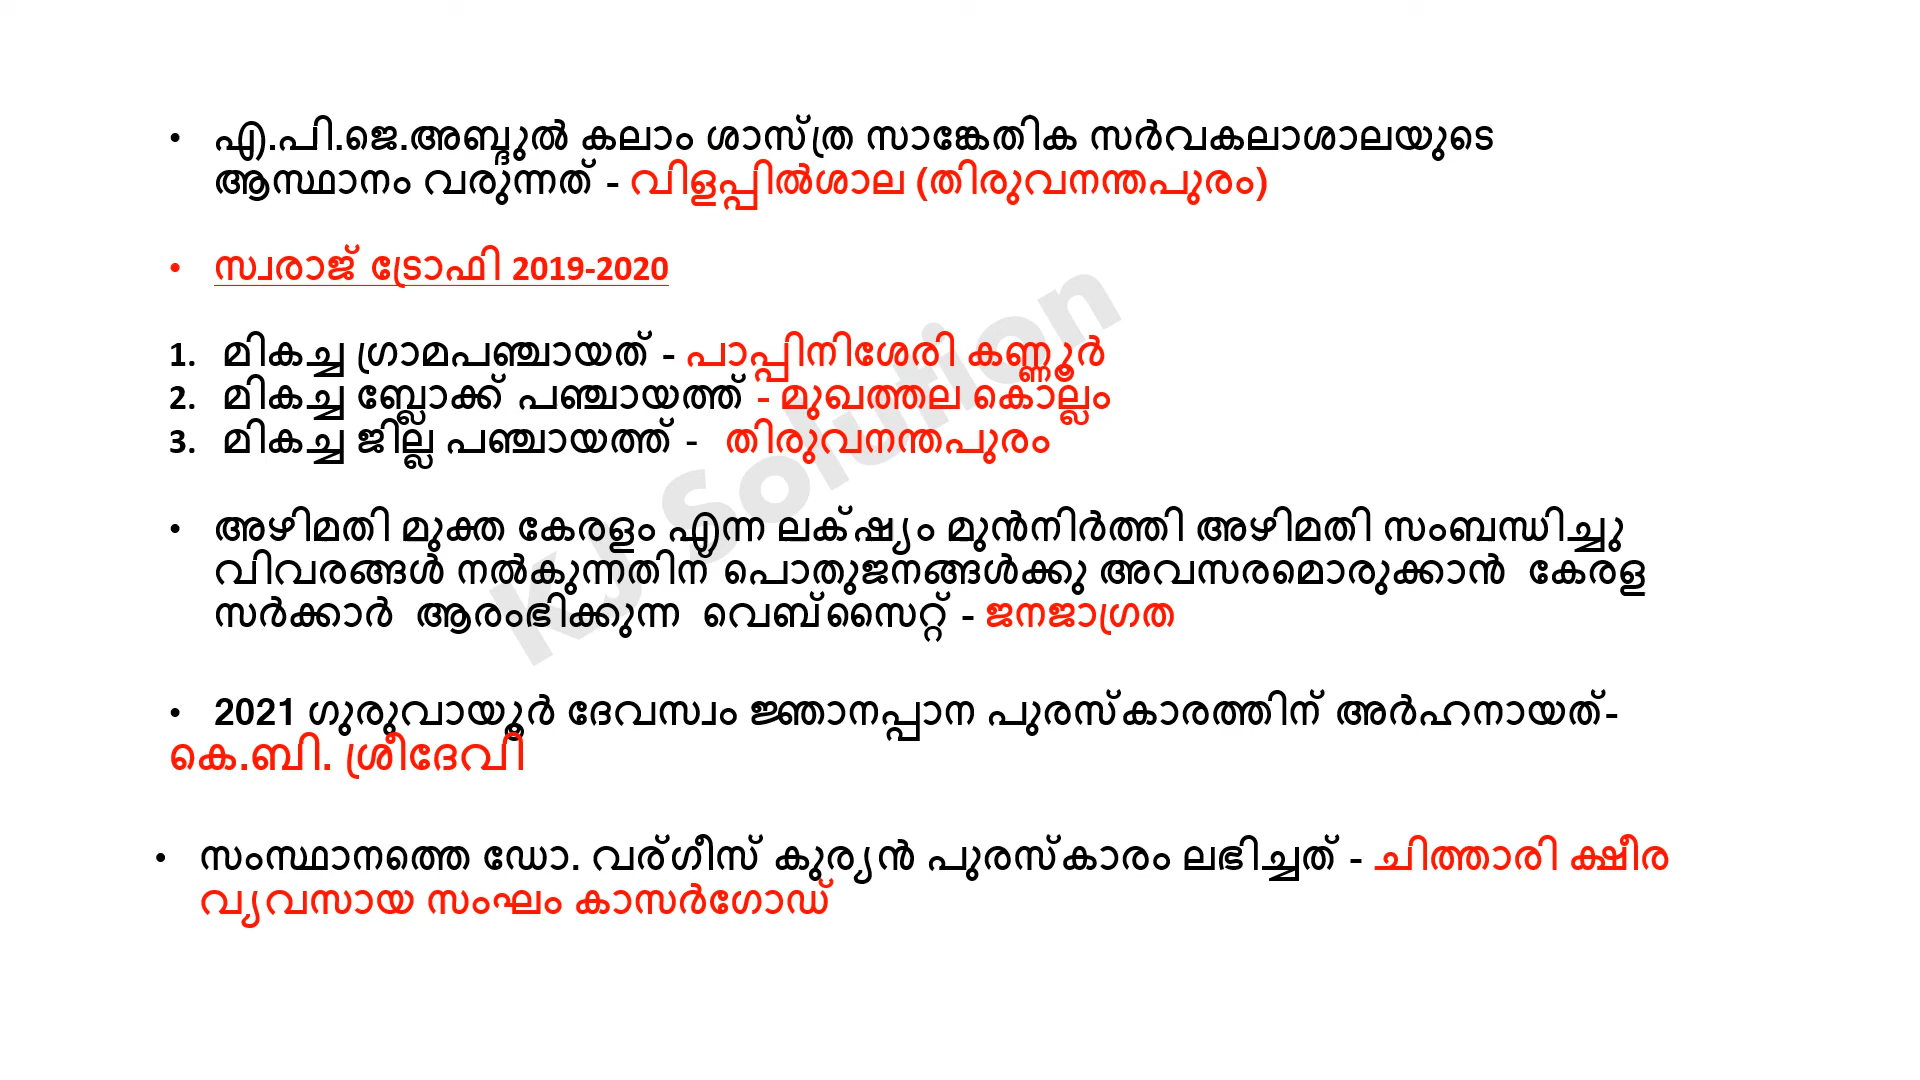 • എ.പി.ജെ.അബ്ദുൽ കലാം ശാസ്ത്ര സാങ്കേതിക സർവകലാശാലയുടെ
ആസ്ഥാനം വരുന്നത് - വിളപ്പിൽശാല (തിരുവനന്തപുരം)
• സ്വരാജ് ട്രോഫി 2019-2020
1. മികച്ച ഗ്രാമപഞ്ചായത് - പാപ്പിനിശേരി കണ്ണൂർ
2. മികച്ച ബ്ലോക്ക് പഞ്ചായത്ത് - മുഖത്തല കൊല്ലം
3. മികച്ച ജില്ല പഞ്ചായത്ത് - തിരുവനന്തപുരം
• അഴിമതി മുക്ത കേരളം എന്ന ലക്‌ഷ്യം മുൻനിർത്തി അഴിമതി സംബന്ധിച്ചു
വിവരങ്ങൾ നൽകുന്നതിന് പൊതുജനങ്ങൾക്കു അവസരമൊരുക്കാൻ കേരള
സർക്കാർ ആരംഭിക്കുന്ന വെബ്സൈറ്റ് - ജനജാഗ്രത
• 2021 ഗുരുവായൂർ ദേവസ്വം ജ്ഞാനപ്പാന പുരസ്കാരത്തിന് അർഹനായത്-
കെ.ബി. ശ്രീദേവി
• സംസ്ഥാനത്തെ ഡോ. വര്ഗീസ് കുര്യൻ പുരസ്കാരം ലഭിച്ചത് - ചിത്താരി ക്ഷീര
വ്യവസായ സംഘം കാസർഗോഡ്
KJ Solution